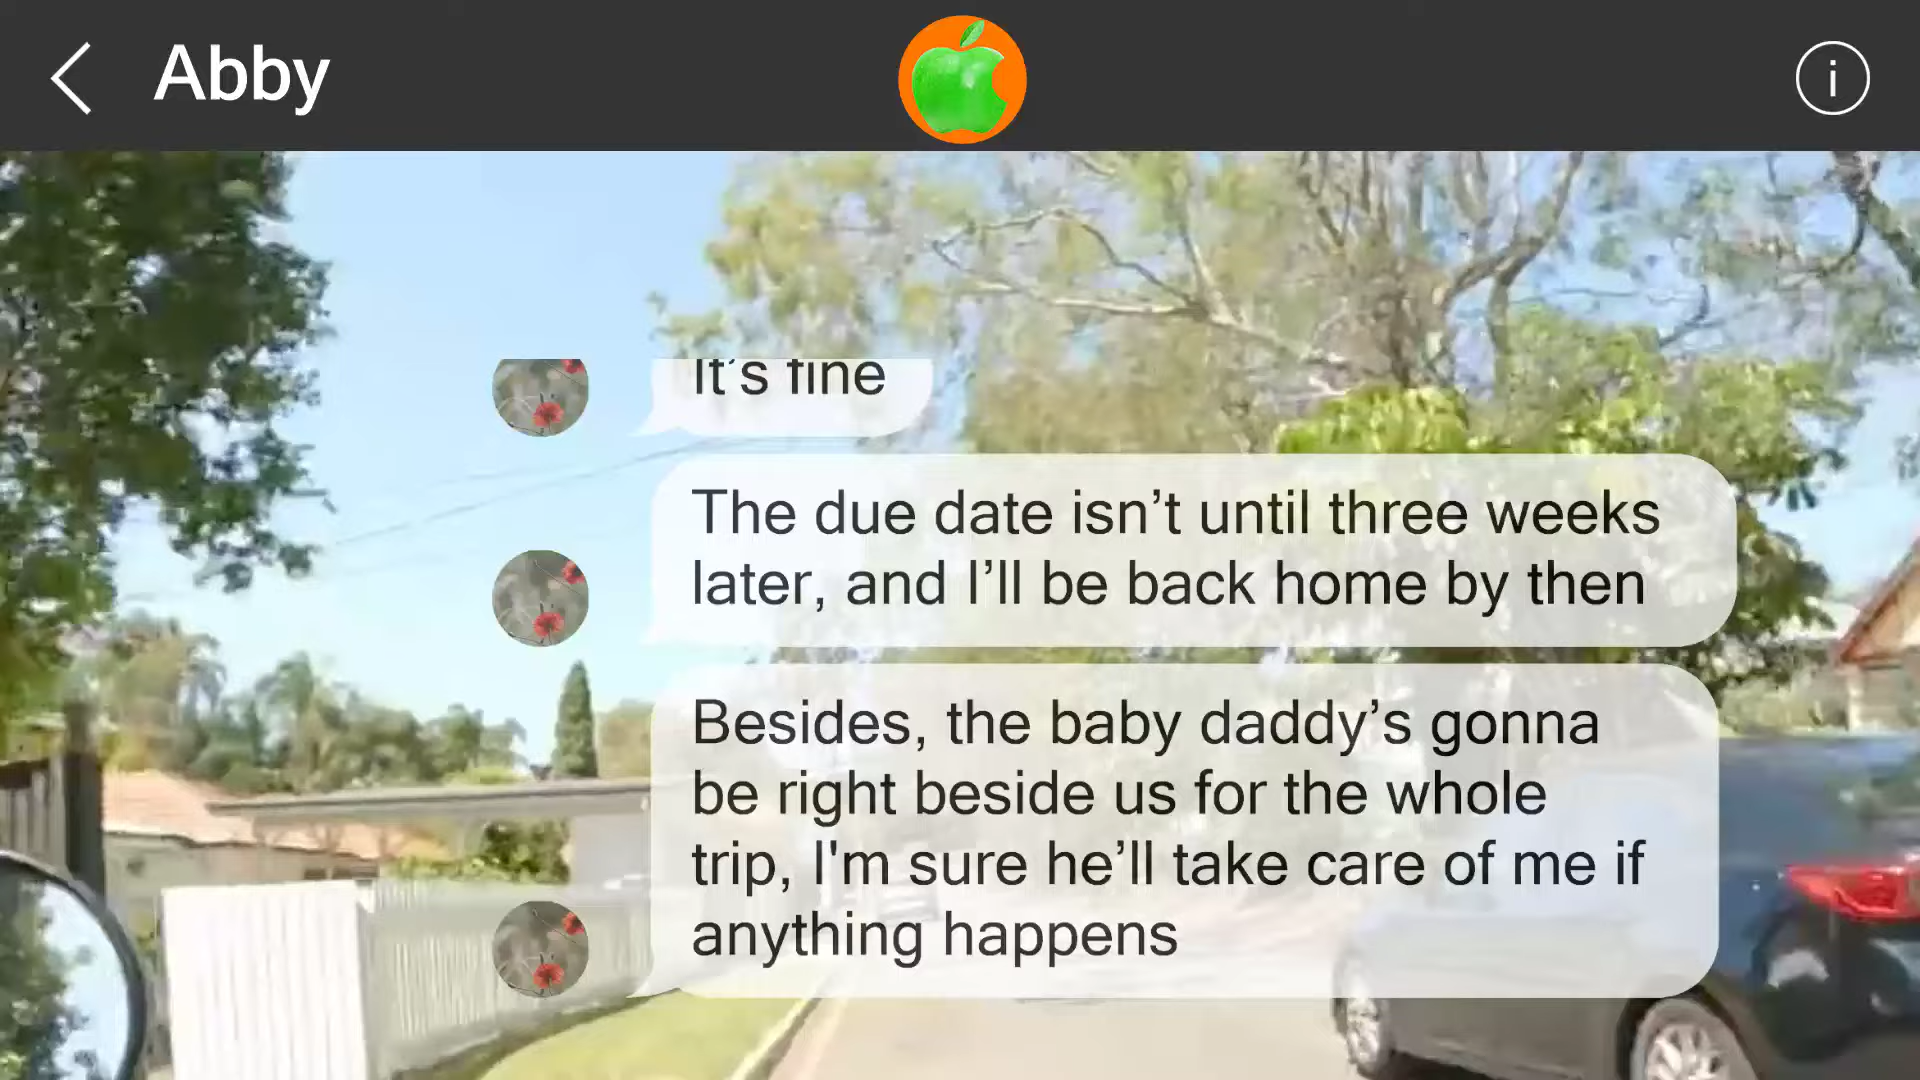 Abby
It's fine
The due date isn’t until three weeks
later, and I’ll be back home by then
Besides, the baby daddy’s gonna
be right beside us for the whole
trip, I'm sure he’ll take care of me if
anything happens